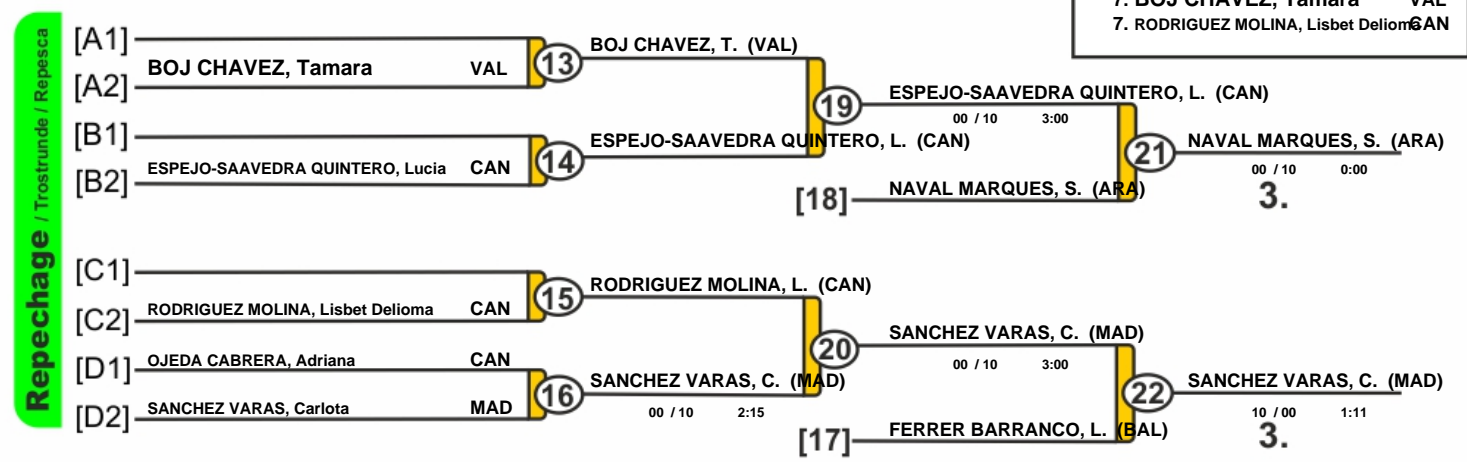 7. BOJ CHAVEZ, Tamara VAL
7. RODRIGUEZ MOLINA, Lisbet Delioma CAN
Repechage / Trostrunde / Repesca
[A1]
BOJ CHAVEZ, Tamara VAL
[A2]
13
BOJ CHAVEZ, T. (VAL)
[B1]
ESPEJO-SAAVEDRA QUINTERO, Lucia CAN
[B2]
14
ESPEJO-SAAVEDRA QUINTERO, L. (CAN)
19
ESPEJO-SAAVEDRA QUINTERO, L. (CAN)
00 / 10 3:00
[18]
NAVAL MARQUES, S. (ARA)
21
NAVAL MARQUES, S. (ARA)
00 / 10 0:00
3.
[C1]
RODRIGUEZ MOLINA, Lisbet Delioma CAN
[C2]
15
RODRIGUEZ MOLINA, L. (CAN)
OJEDA CABRERA, Adriana CAN
[D1]
SANCHEZ VARAS, Carlota MAD
[D2]
16
SANCHEZ VARAS, C. (MAD)
00 / 10 2:15
20
SANCHEZ VARAS, C. (MAD)
00 / 10 3:00
[17]
FERRER BARRANCO, L. (BAL)
22
SANCHEZ VARAS, C. (MAD)
10 / 00 1:11
3.